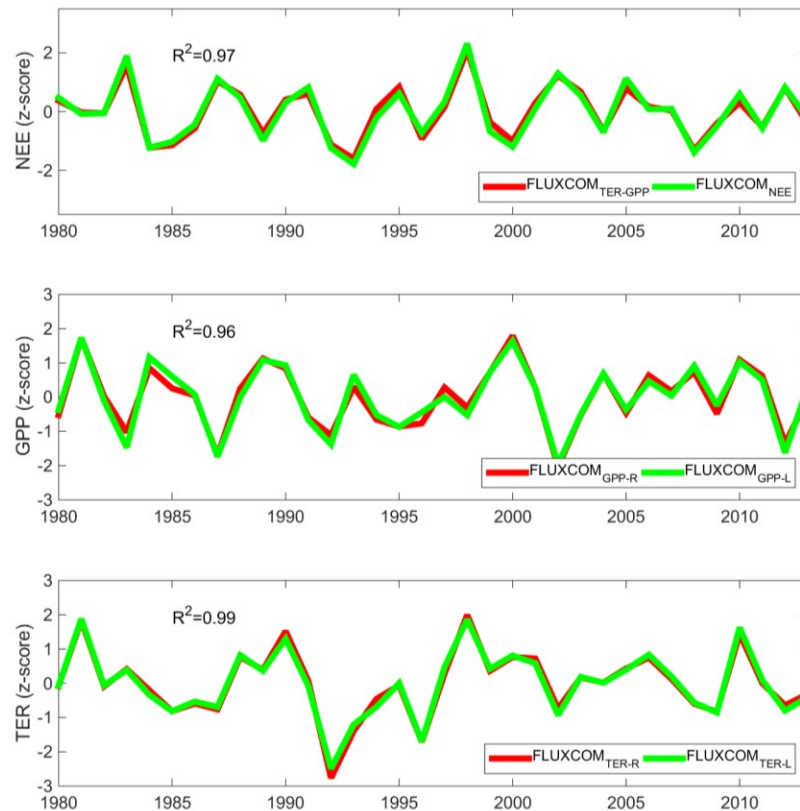 NEE (z-score)
2
0
-2
R²=0.97
FLUXCOM_TER-GPP FLUXCOM_NEE
1980 1985 1990 1995 2000 2005 2010
GPP (z-score)
3
2
1
0
-1
-2
-3
R²=0.96
FLUXCOM_GPP-R FLUXCOM_GPP-L
1980 1985 1990 1995 2000 2005 2010
TER (z-score)
3
2
1
0
-1
-2
-3
R²=0.99
FLUXCOM_TER-R FLUXCOM_TER-L
1980 1985 1990 1995 2000 2005 2010